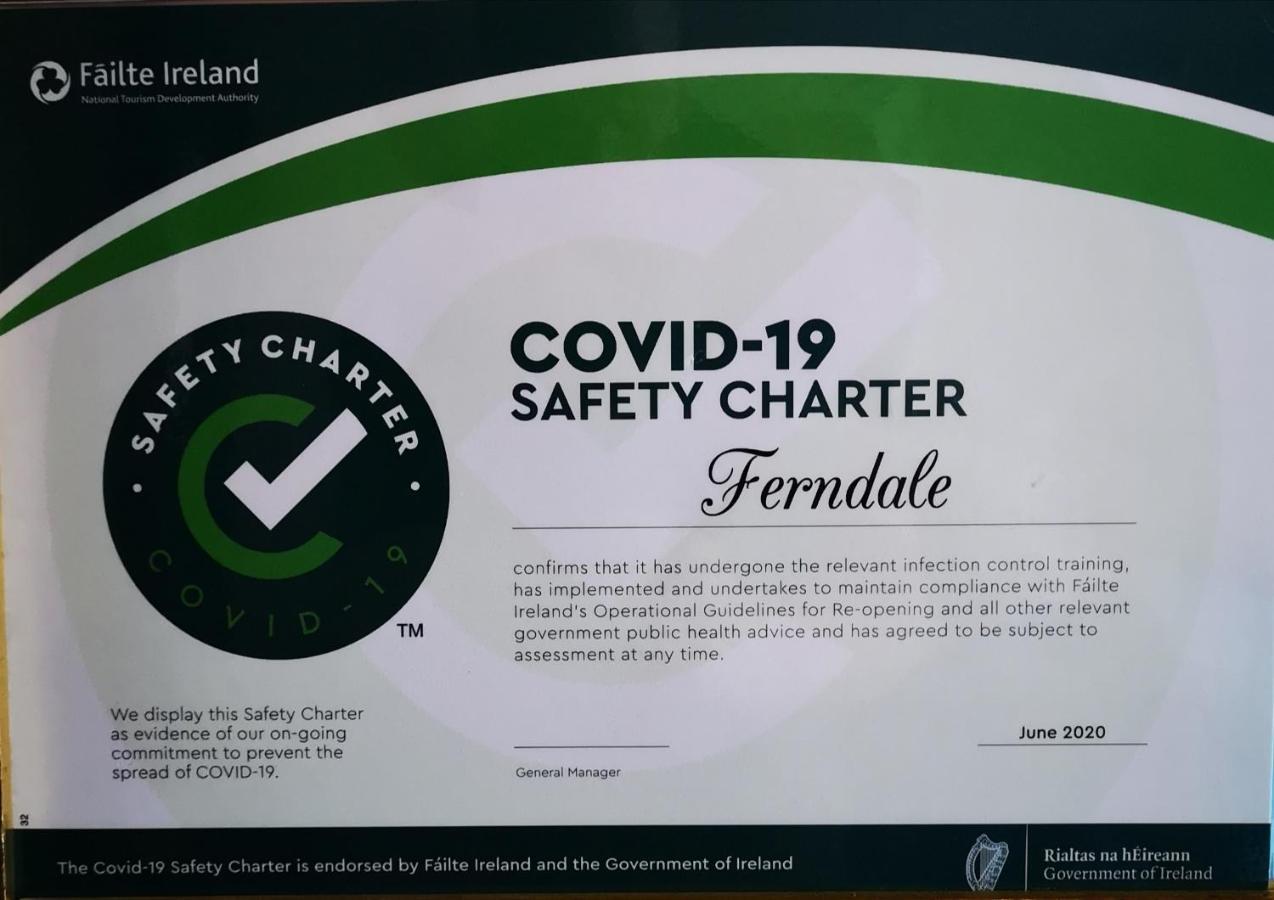 Fáilte Ireland
National Tourism Development Authority
SAFETY CHARTER
COVID-19
TM
COVID-19
SAFETY CHARTER
Ferndale
confirms that it has undergone the relevant infection control training,
has implemented and undertakes to maintain compliance with Fáilte
Ireland's Operational Guidelines for Re-opening and all other relevant
government public health advice and has agreed to be subject to
assessment at any time.
We display this Safety Charter
as evidence of our on-going
commitment to prevent the
spread of COVID-19.
General Manager
June 2020
32
The Covid-19 Safety Charter is endorsed by Fáilte Ireland and the Government of Ireland
Rialtas na hÉireann
Government of Ireland